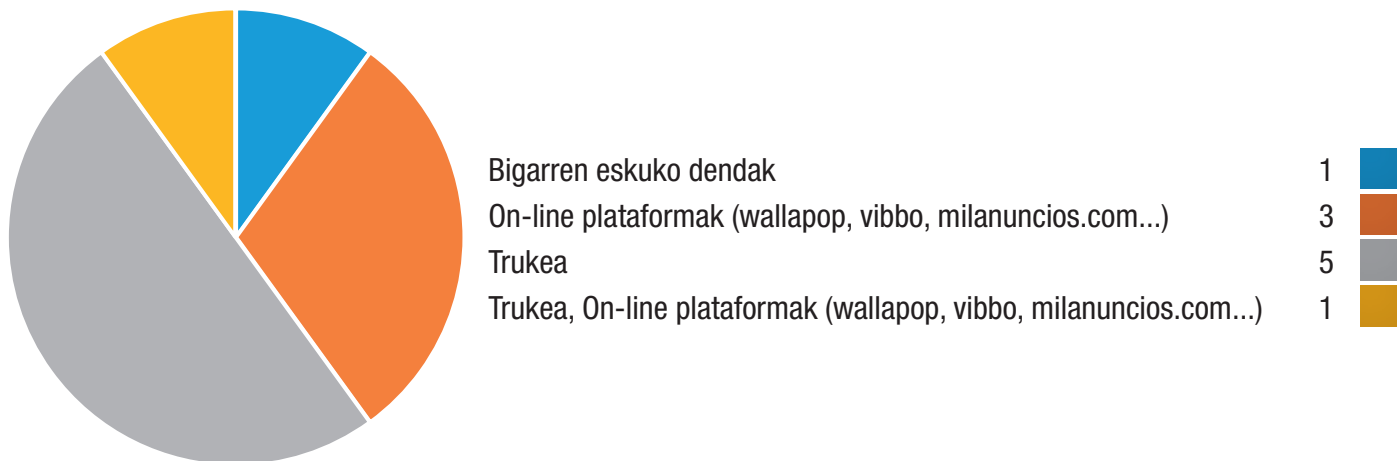 Bigarren eskuko dendak 1
On-line plataformak (wallapop, vibbo, milanuncios.com...) 3
Trukea 5
Trukea, On-line plataformak (wallapop, vibbo, milanuncios.com...) 1